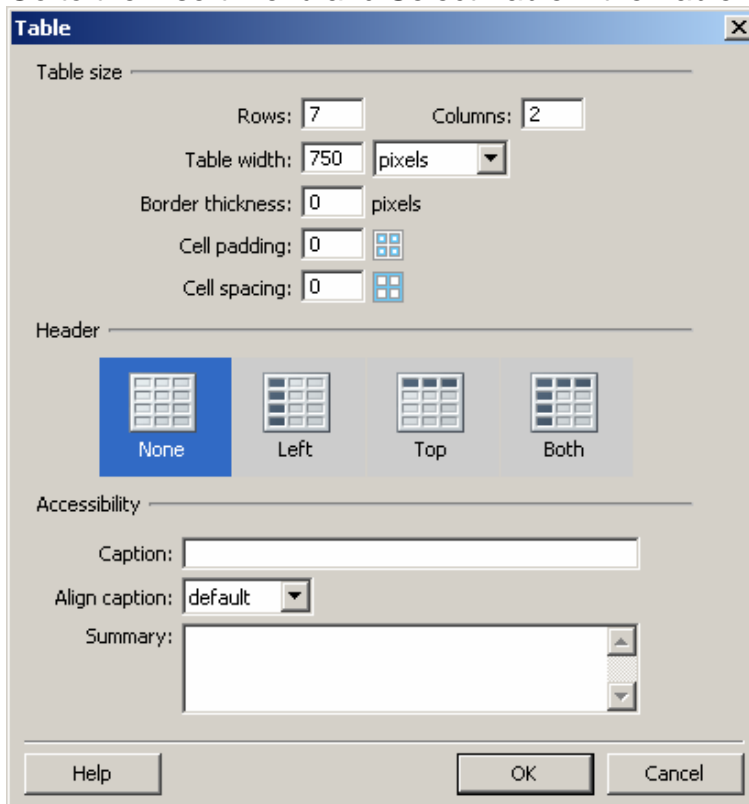 Table
Table size
Rows: 7 Columns: 2
Table width: 750 pixels
Border thickness: 0 pixels
Cell padding: 0
Cell spacing: 0
Header
None Left Top Both
Accessibility
Caption:
Align caption: default
Summary:
Help OK Cancel